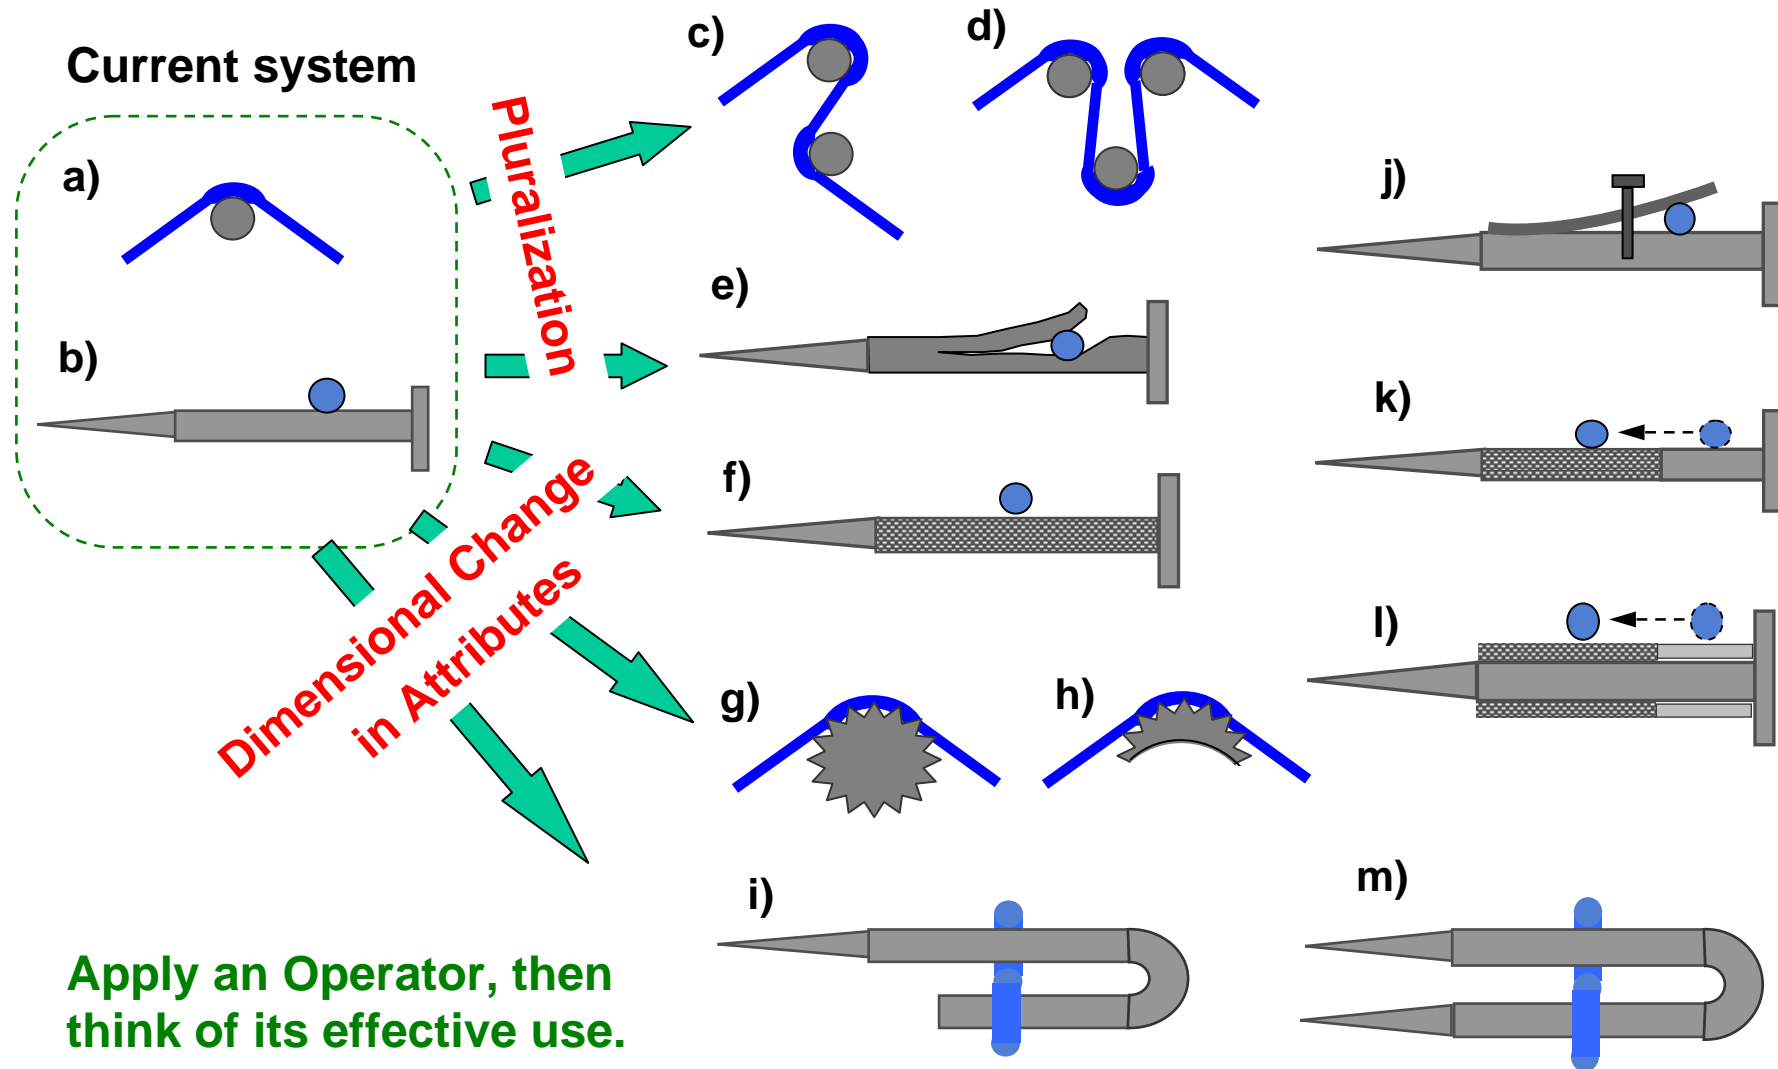 Current system
a)
b)
Pluralization
Dimensional Change
in Attributes
c)
d)
e)
f)
g)
h)
i)
j)
k)
l)
m)
Apply an Operator, then
think of its effective use.